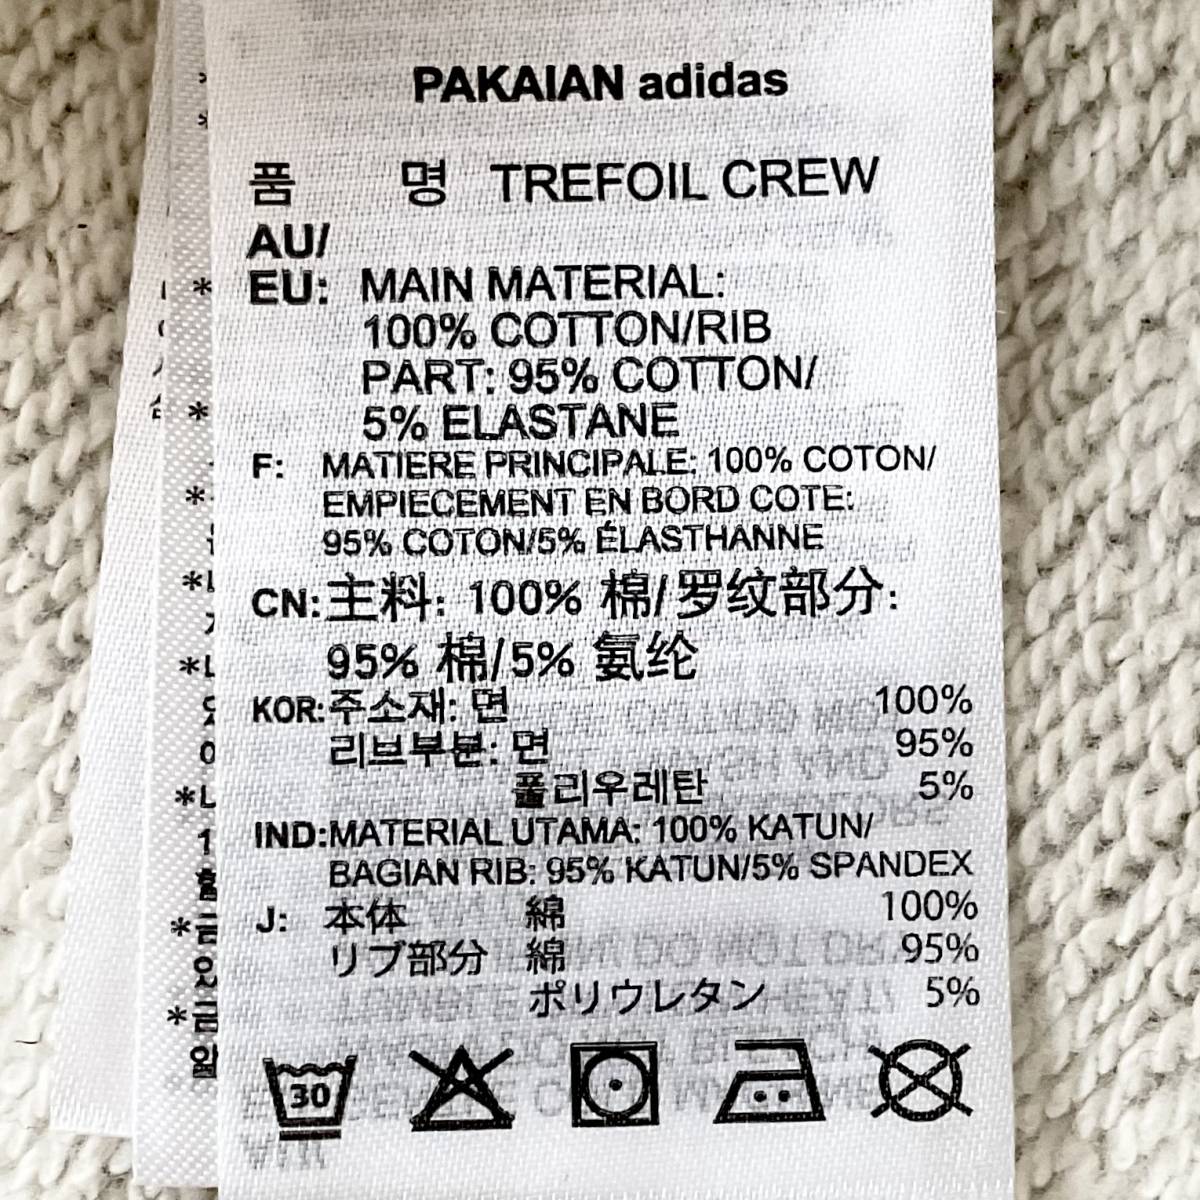 PAKAIAN adidas
품 명 TREFOIL CREW
AU/
EU: MAIN MATERIAL:
100% COTTON/RIB
PART: 95% COTTON/
5% ELASTANE
F: MATIERE PRINCIPALE: 100% COTON/
EMPIECEMENT EN BORD COTE:
95% COTON/5% ÉLASTHANNE
CN: 主料: 100% 棉/罗纹部分:
95% 棉/5% 氨纶
KOR: 주소재: 면 100%
리브부분: 면 95%
폴리우레탄 5%
IND: MATERIAL UTAMA: 100% KATUN/
BAGIAN RIB: 95% KATUN/5% SPANDEX
J: 本体 綿 100%
リブ部分 綿 95%
ポリウレタン 5%
30